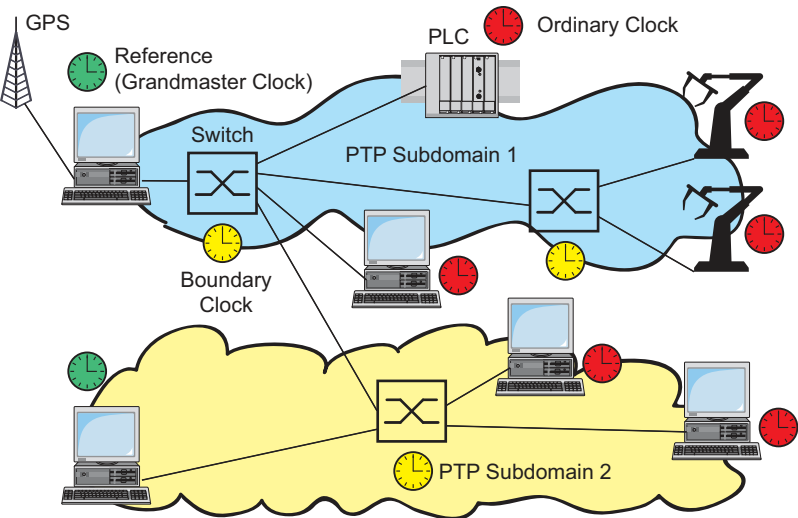 GPS
Reference
(Grandmaster Clock)
PLC
Ordinary Clock
Switch
PTP Subdomain 1
Boundary
Clock
PTP Subdomain 2